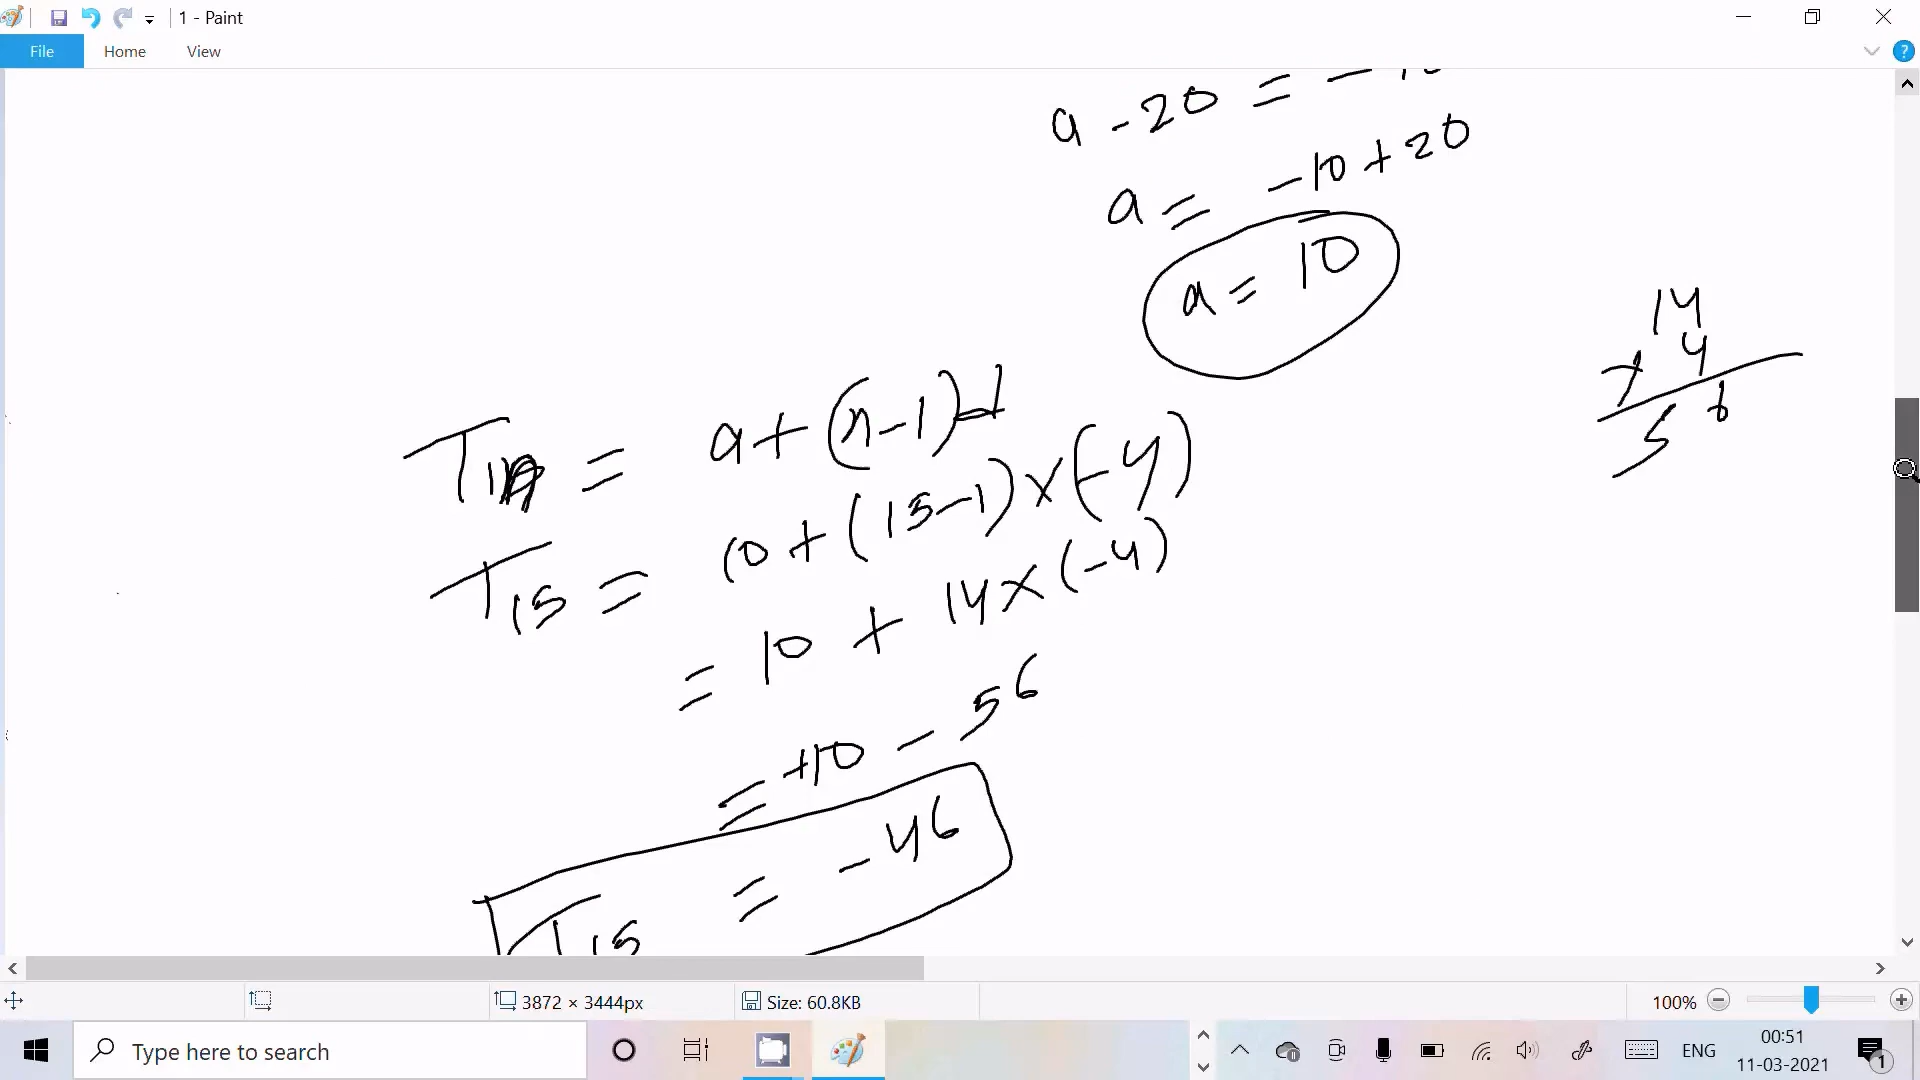 1 - Paint
File Home View
a - 20 = -
a = -10 + 20
a = 10
14
× 4
56
= a + (n-1)d
T15 = 10 + (15-1) × (-4)
= 10 + 14 × (-4)
= +10 - 56
T15 = -46
3872 × 3444px
Size: 60.8KB
100%
Type here to search
ENG
00:51
11-03-2021
1